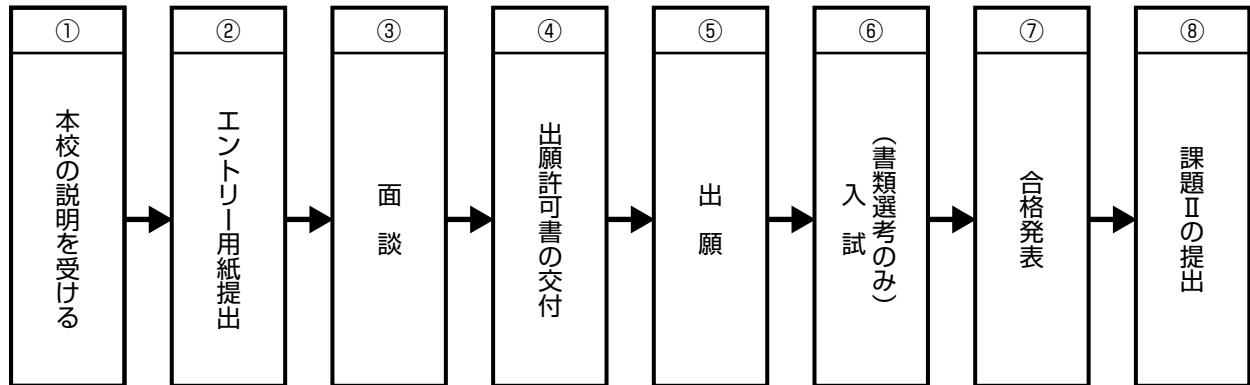 ①
本校の説明を受ける
②
エントリー用紙提出
③
面談
④
出願許可書の交付
⑤
出願
⑥
入試
（書類選考のみ）
⑦
合格発表
⑧
課題Ⅱの提出